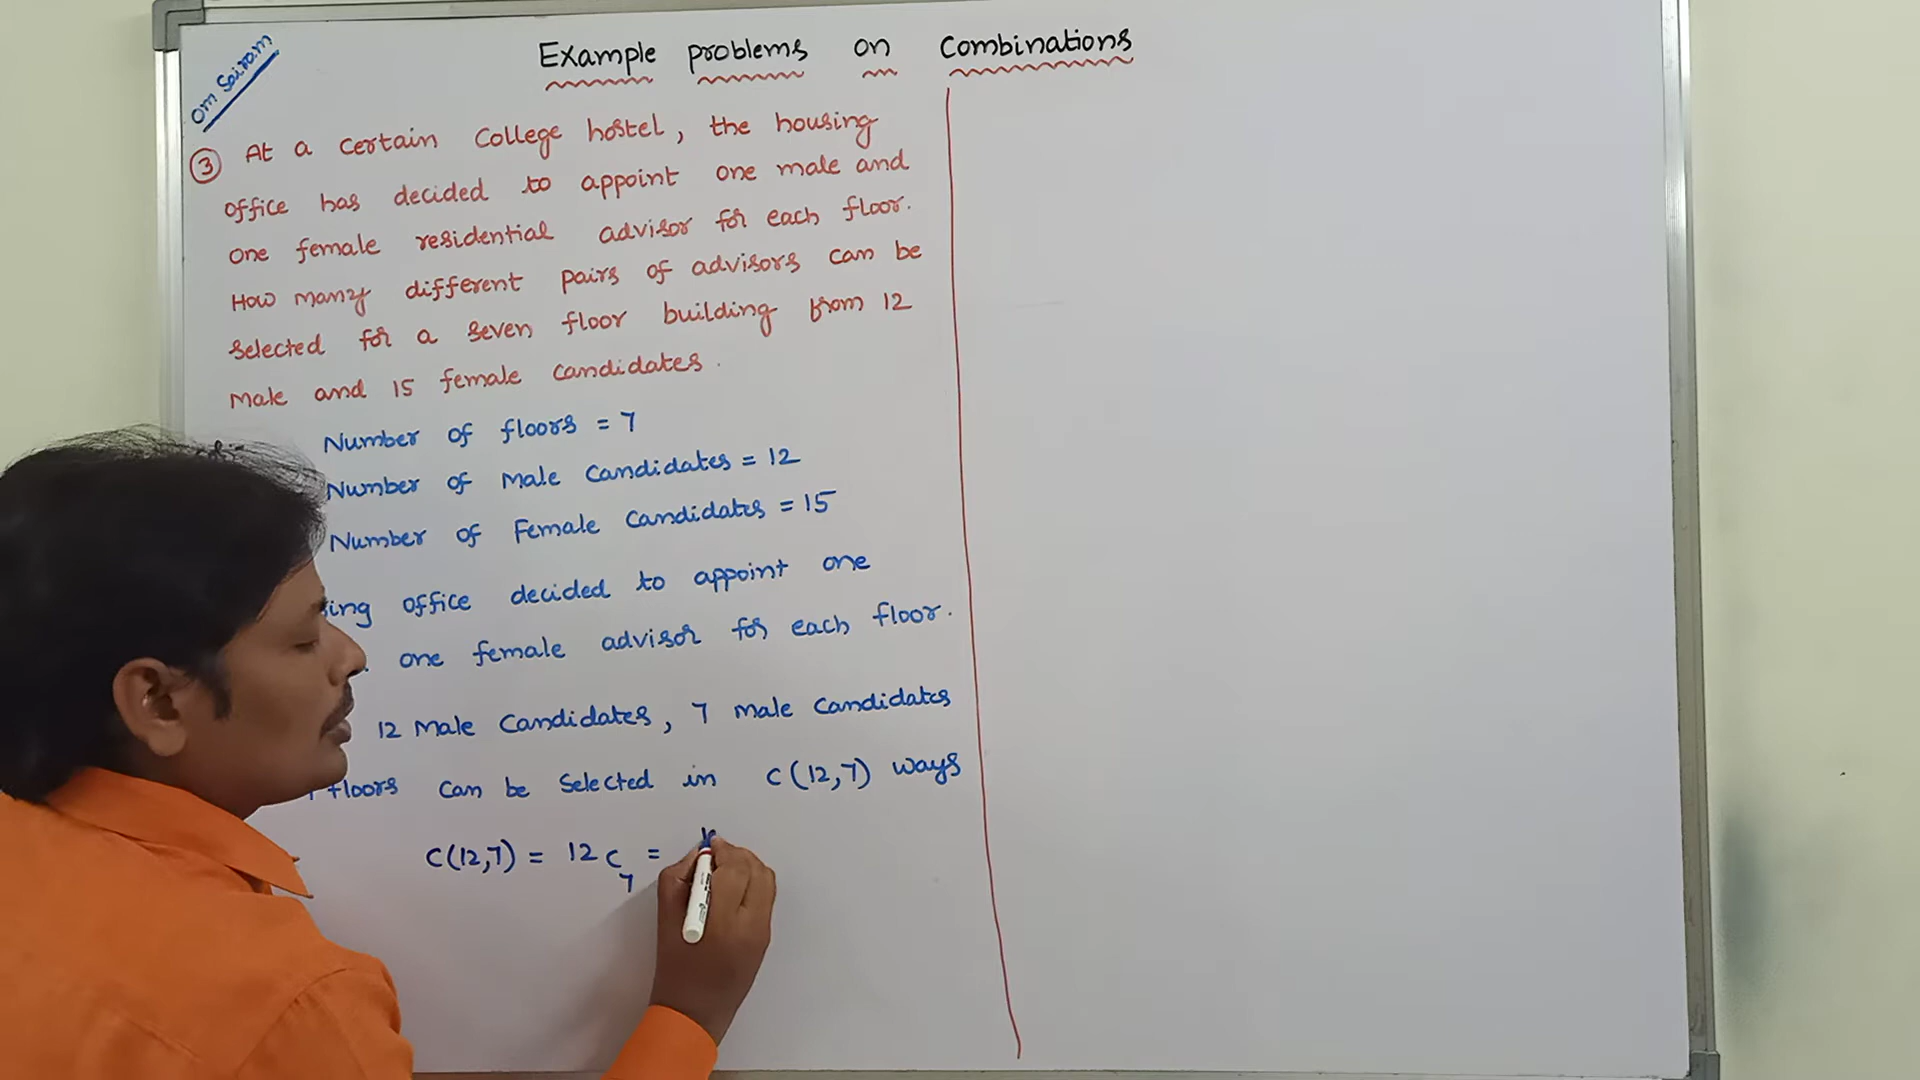 Om Sairam
Example problems on Combinations
3 At a certain College hostel, the housing
office has decided to appoint one male and
one female residential advisor for each floor.
How many different pairs of advisors can be
selected for a seven floor building from 12
Male and 15 female candidates.
Number of floors = 7
Number of Male Candidates = 12
Number of Female Candidates = 15
sing office decided to appoint one
one female advisor for each floor.
12 Male Candidates, 7 Male Candidates
floors can be selected in C(12,7) ways
C(12,7) = 12 C 7 =